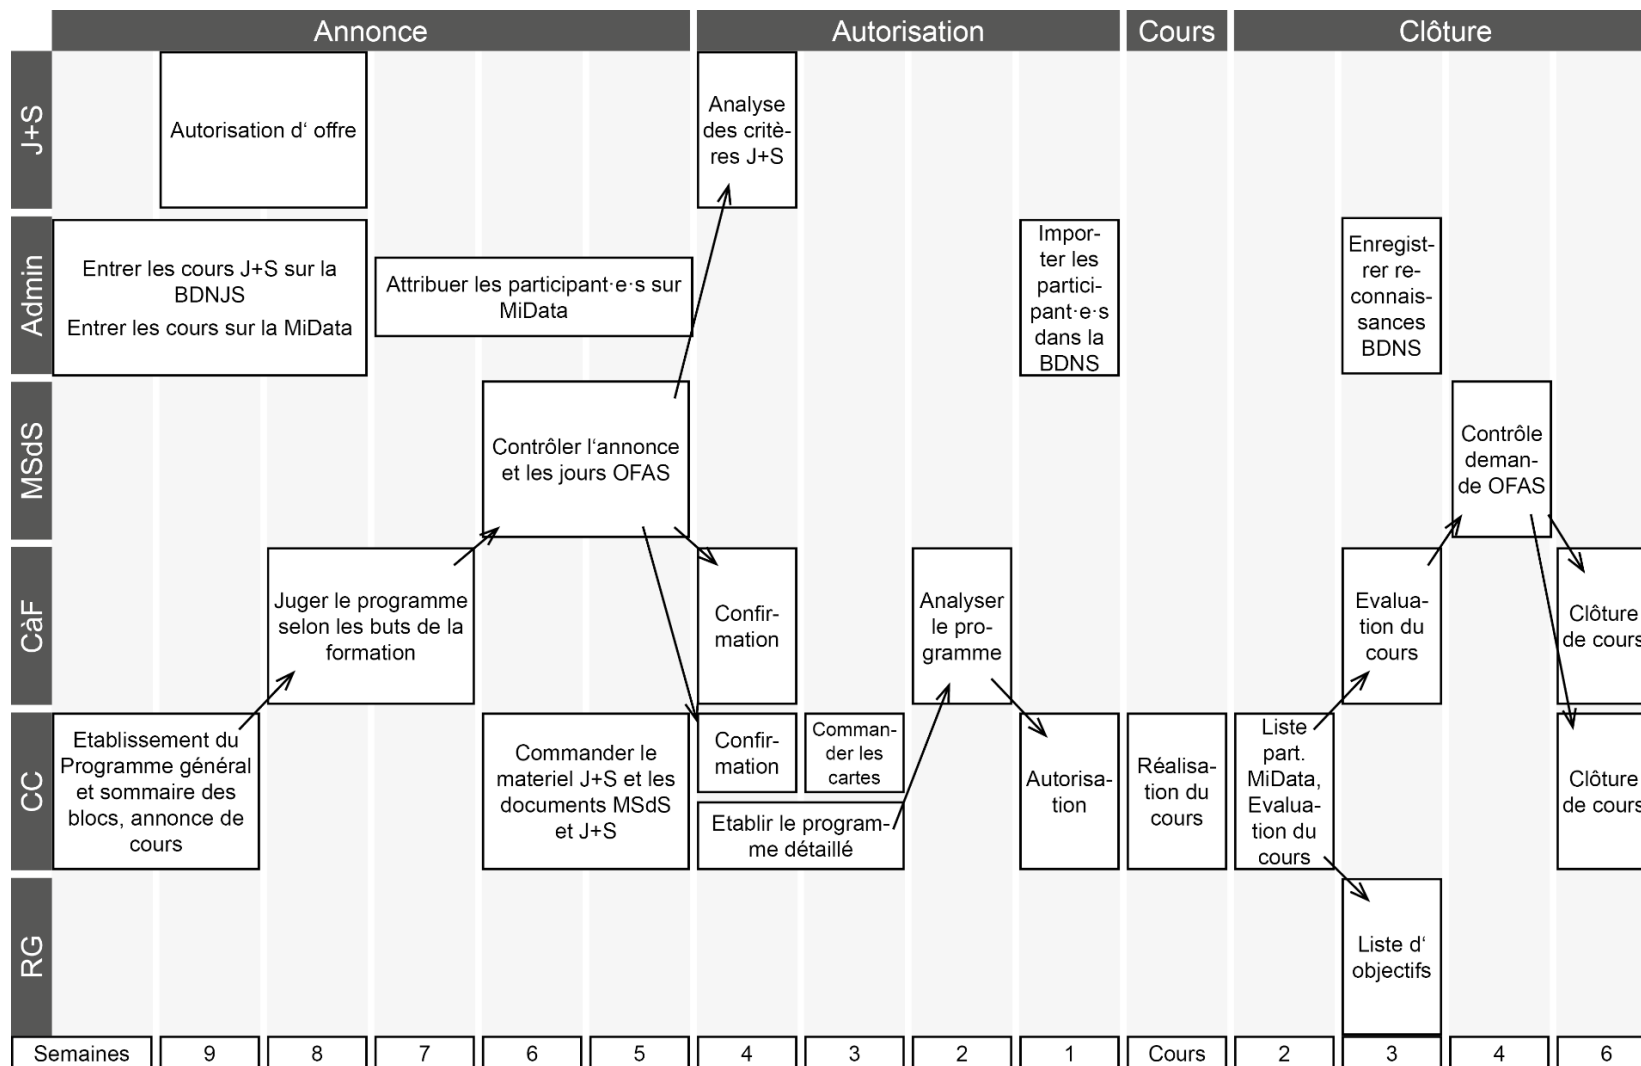 Annonce
Autorisation
Cours
Clôture
J+S
Autorisation d‘ offre
Analyse
des critè-
res J+S
Admin
Entrer les cours J+S sur la
BDNJS
Entrer les cours sur la MiData
Attribuer les participant·e·s sur
MiData
Impor-
ter les
partici-
pant·e·s
dans la
BDNS
Enregist-
rer re-
connais-
sances
BDNS
MSdS
Contrôler l‘annonce
et les jours OFAS
Contrôle
deman-
de OFAS
CàF
Juger le programme
selon les buts de la
formation
Confir-
mation
Analyser
le pro-
gramme
Evalua-
tion du
cours
Clôture
de cours
CC
Etablissement du
Programme général
et sommaire des
blocs, annonce de
cours
Commander le
materiel J+S et les
documents MSdS
et J+S
Confir-
mation
Comman-
der les
cartes
Etablir le program-
me détaillé
Autorisa-
tion
Réalisa-
tion du
cours
Liste
part.
MiData,
Evalua-
tion du
cours
Clôture
de cours
RG
Liste d‘
objectifs
Semaines
9
8
7
6
5
4
3
2
1
Cours
2
3
4
6